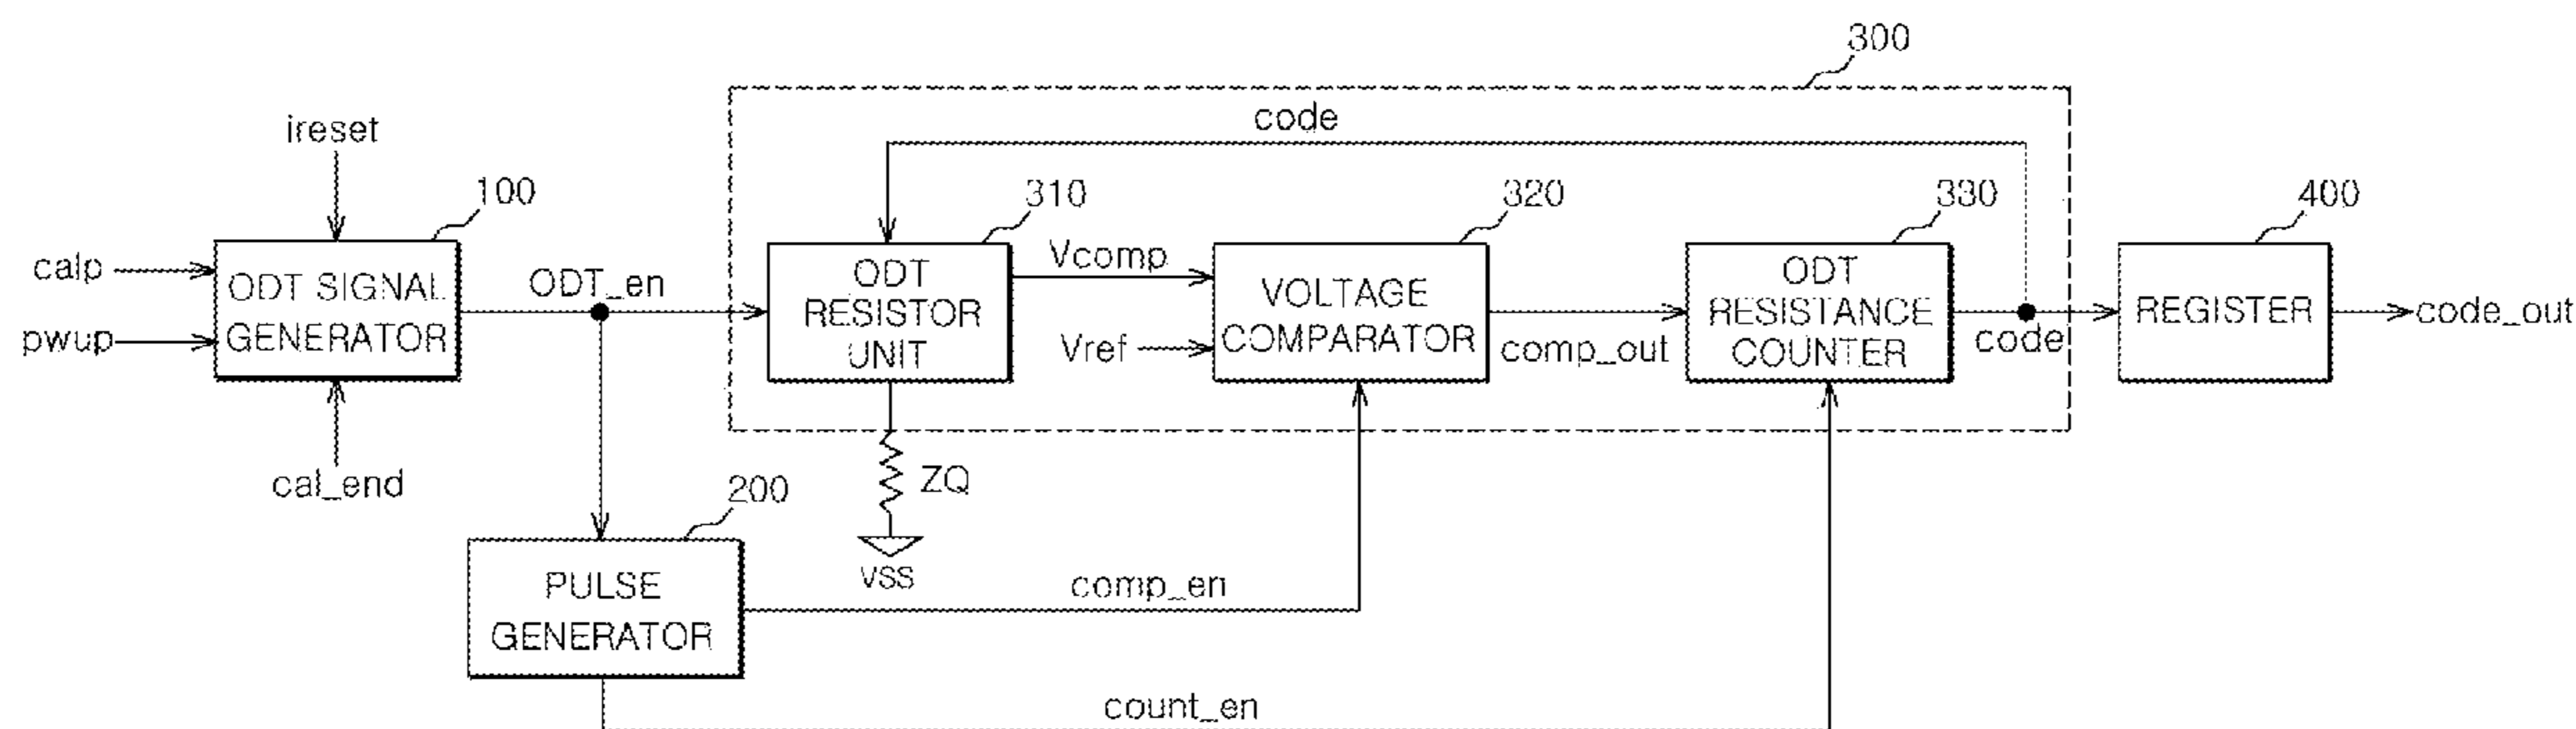 300
code
ireset
100
310
320
330
400
calp
ODT SIGNAL
GENERATOR
pwup
cal_end
ODT_en
ODT
RESISTOR
UNIT
Vcomp
Vref
VOLTAGE
COMPARATOR
comp_out
ODT
RESISTANCE
COUNTER
code
REGISTER
code_out
ZQ
VSS
200
PULSE
GENERATOR
comp_en
count_en